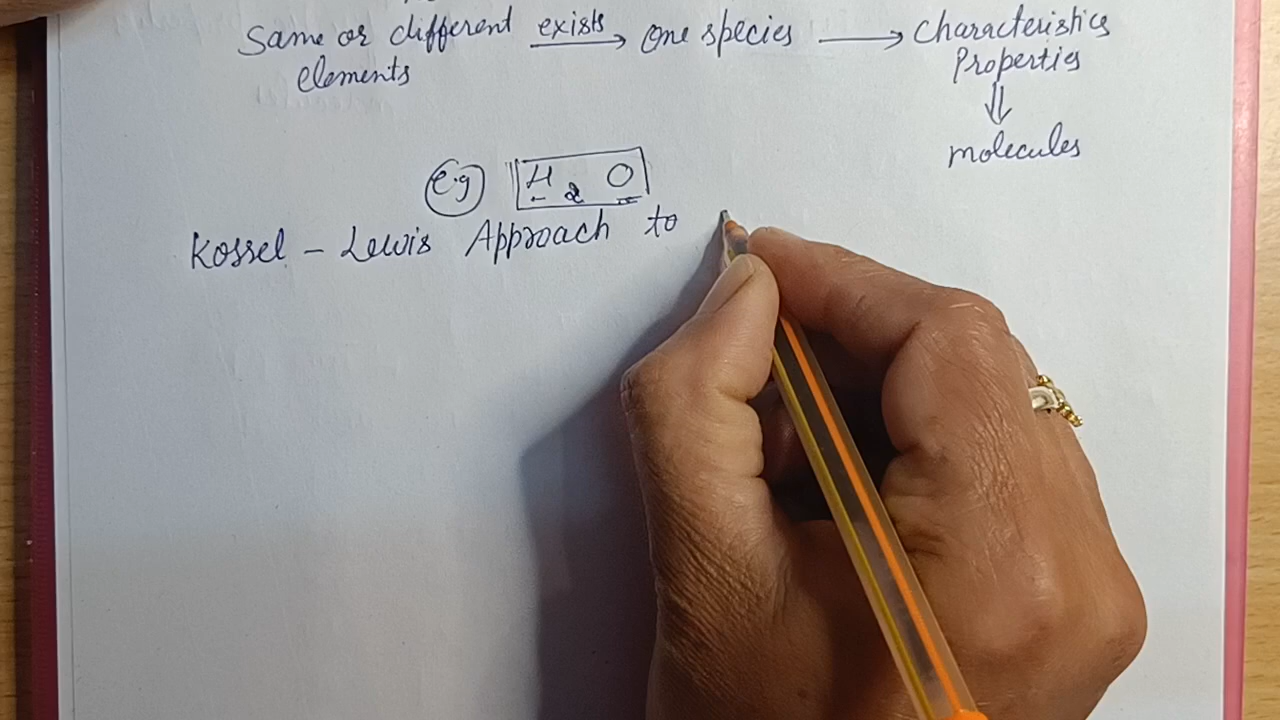 Same or different exists → One species → Characteristics
elements Properties
⇓
molecules
e.g H2O
Kossel - Lewis Approach to